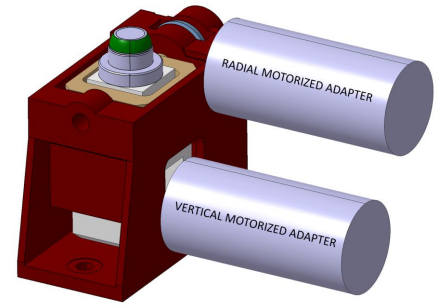 RADIAL MOTORIZED ADAPTER
VERTICAL MOTORIZED ADAPTER